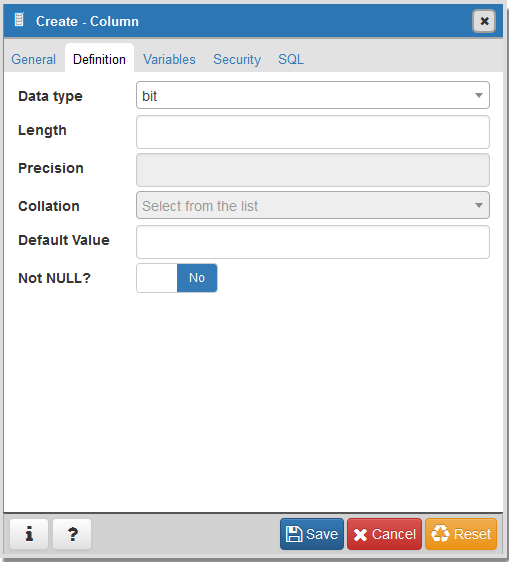 Create - Column
General Definition Variables Security SQL
Data type bit
Length
Precision
Collation Select from the list
Default Value
Not NULL? No
i ? Save Cancel Reset